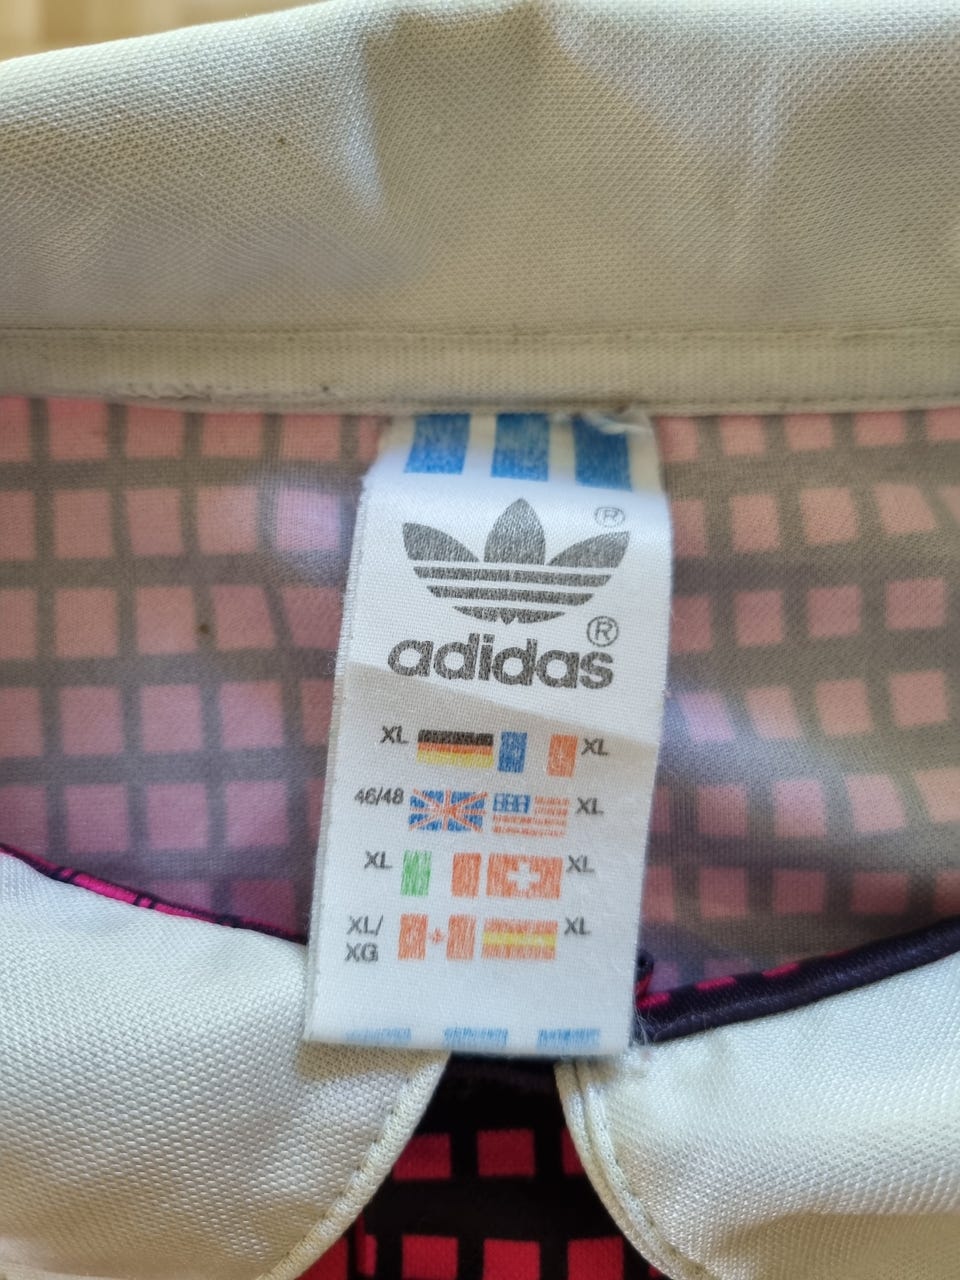 ®
adidas®
XL XL
46/48 XL
XL XL
XL/ XL
XG